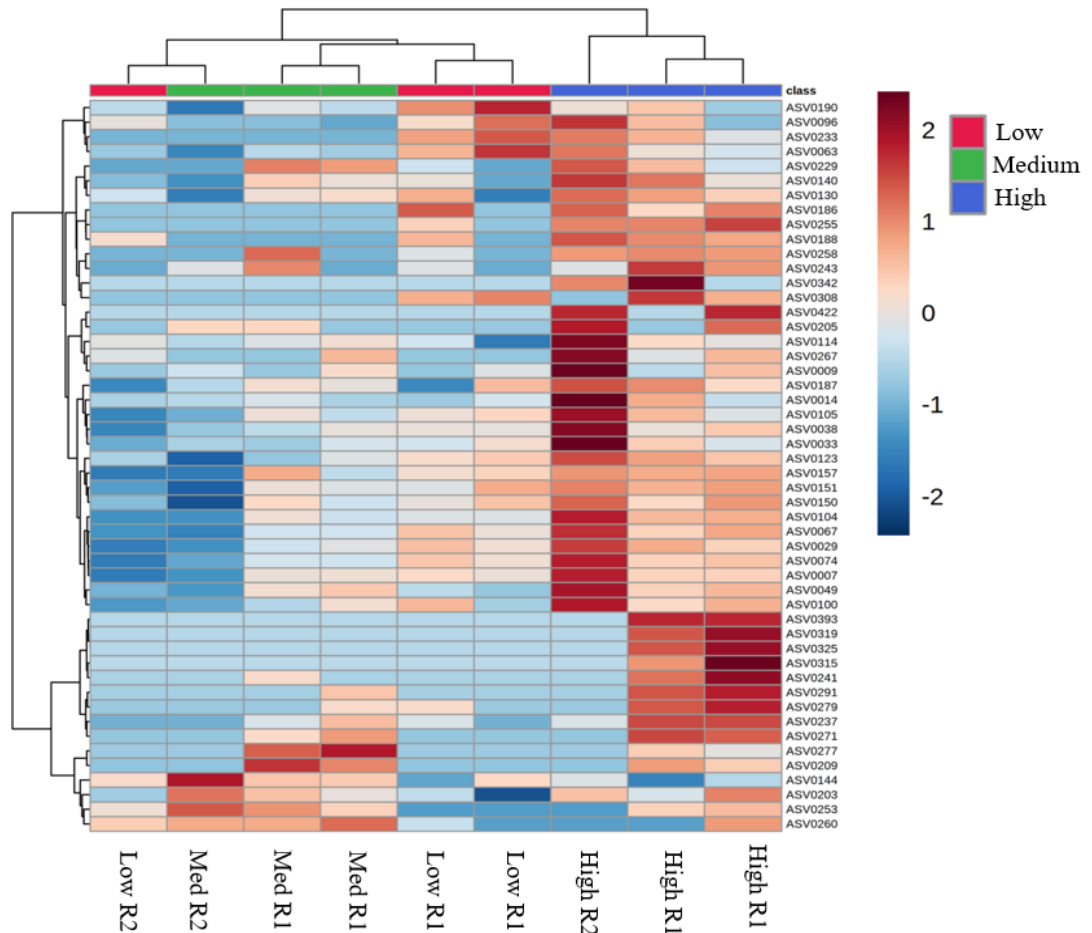 class
ASV0190
ASV0096
ASV0233
ASV0063
ASV0229
ASV0140
ASV0130
ASV0186
ASV0255
ASV0188
ASV0258
ASV0243
ASV0342
ASV0308
ASV0422
ASV0205
ASV0114
ASV0267
ASV0009
ASV0187
ASV0014
ASV0105
ASV0038
ASV0033
ASV0123
ASV0157
ASV0151
ASV0150
ASV0104
ASV0067
ASV0029
ASV0074
ASV0007
ASV0049
ASV0100
ASV0393
ASV0319
ASV0325
ASV0315
ASV0241
ASV0291
ASV0279
ASV0237
ASV0271
ASV0277
ASV0209
ASV0144
ASV0203
ASV0253
ASV0260
2
1
0
-1
-2
Low
Medium
High
Low R2
Med R2
Med R1
Med R1
Low R1
Low R1
High R2
High R1
High R1